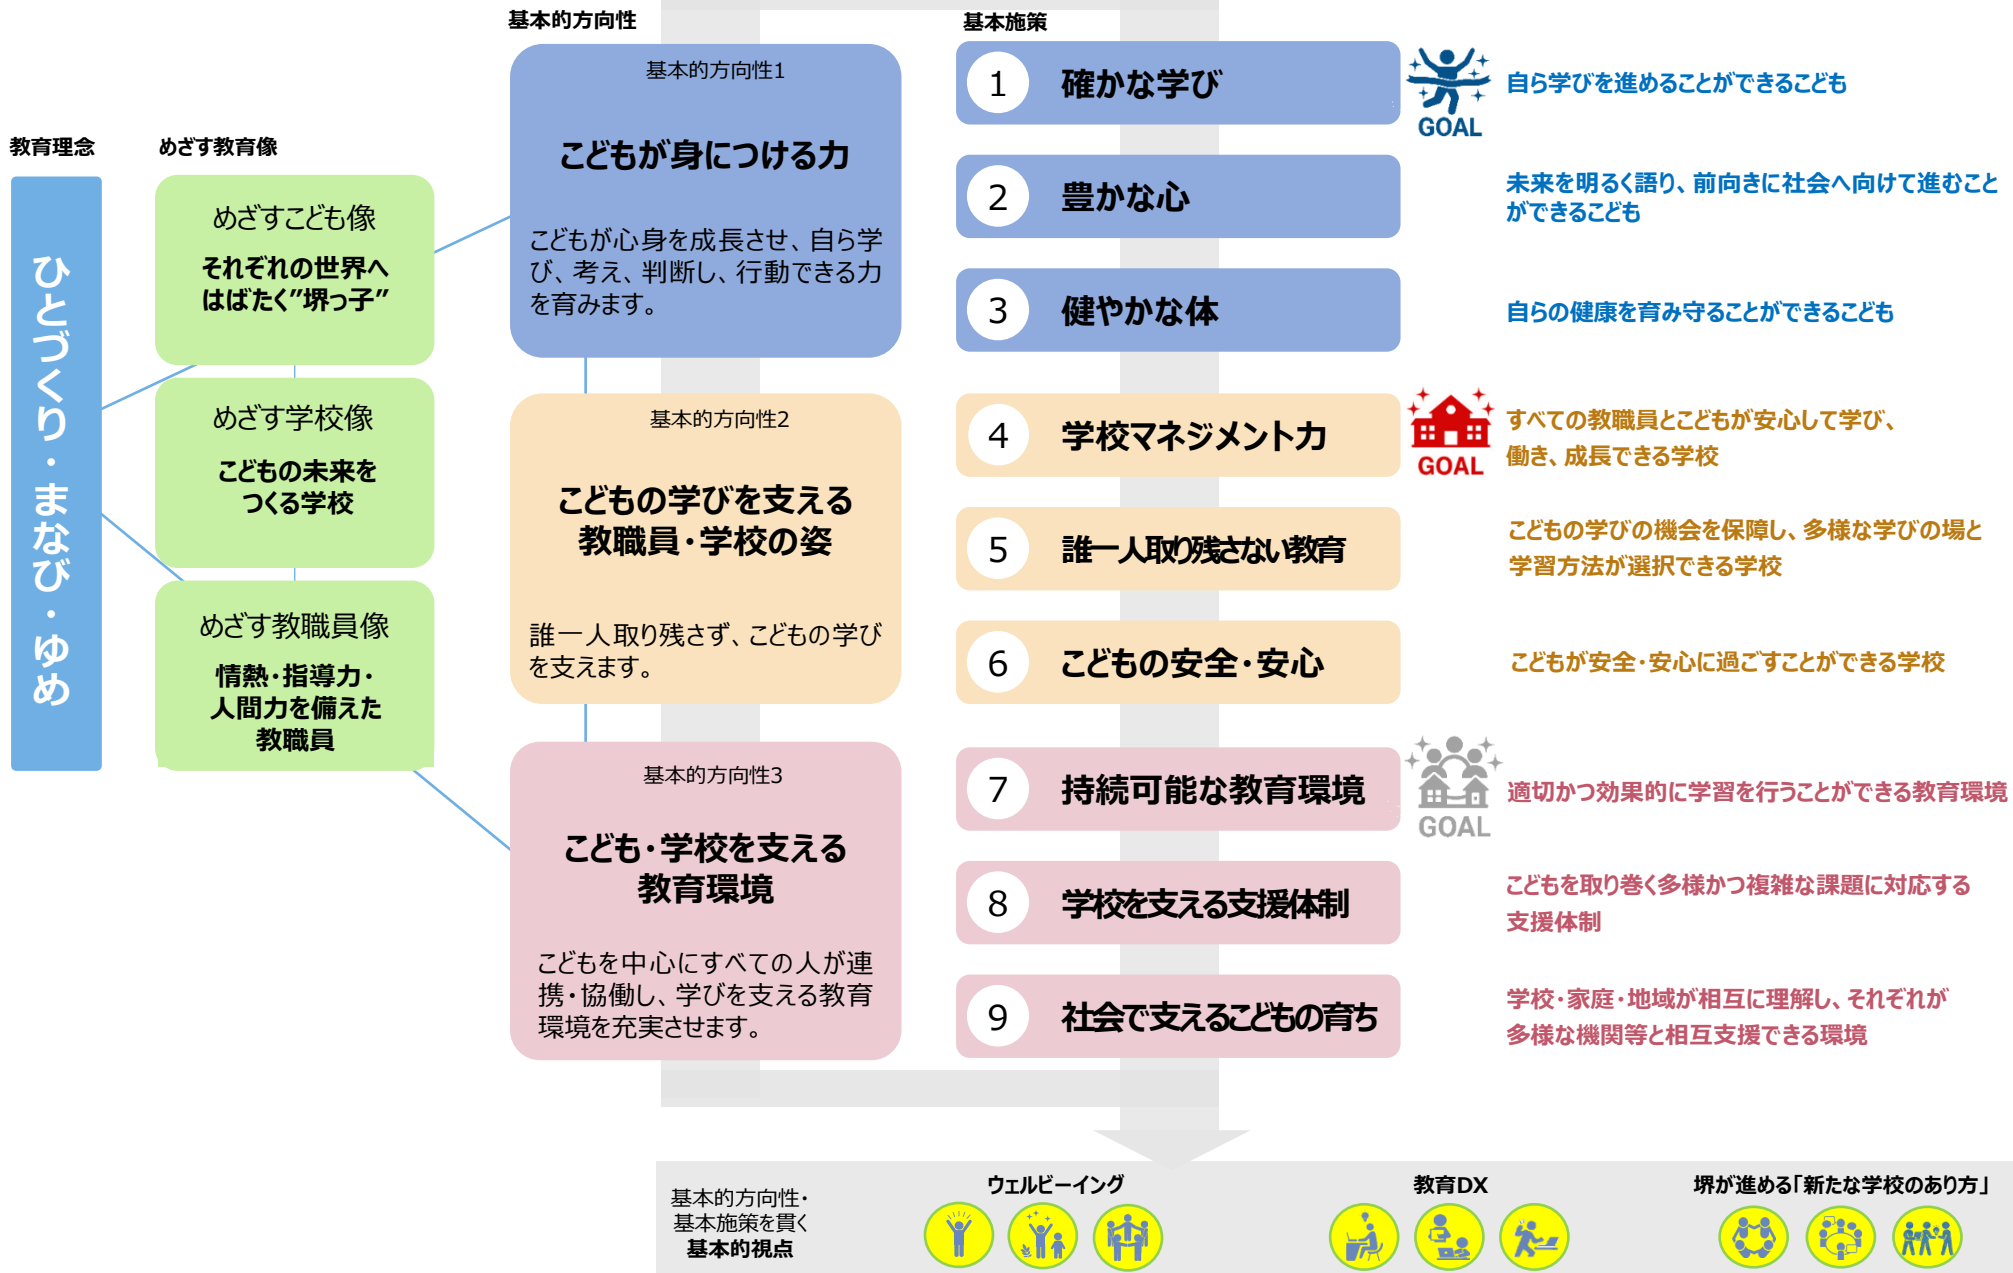 教育理念
ひとづくり・まなび・ゆめ
めざす教育像
めざすこども像
それぞれの世界へ
はばたく”堺っ子”
めざす学校像
こどもの未来を
つくる学校
めざす教職員像
情熱・指導力・
人間力を備えた
教職員
基本的方向性
基本的方向性1
こどもが身につける力
こどもが心身を成長させ、自ら学
び、考え、判断し、行動できる力
を育みます。
基本的方向性2
こどもの学びを支える
教職員・学校の姿
誰一人取り残さず、こどもの学び
を支えます。
基本的方向性3
こども・学校を支える
教育環境
こどもを中心にすべての人が連
携・協働し、学びを支える教育
環境を充実させます。
基本施策
1 確かな学び
GOAL
自ら学びを進めることができるこども
2 豊かな心
未来を明るく語り、前向きに社会へ向けて進むこと
ができるこども
3 健やかな体
自らの健康を育み守ることができるこども
4 学校マネジメント力
GOAL
すべての教職員とこどもが安心して学び、
働き、成長できる学校
5 誰一人取り残さない教育
こどもの学びの機会を保障し、多様な学びの場と
学習方法が選択できる学校
6 こどもの安全・安心
こどもが安全・安心に過ごすことができる学校
7 持続可能な教育環境
GOAL
適切かつ効果的に学習を行うことができる教育環境
8 学校を支える支援体制
こどもを取り巻く多様かつ複雑な課題に対応する
支援体制
9 社会で支えるこどもの育ち
学校・家庭・地域が相互に理解し、それぞれが
多様な機関等と相互支援できる環境
基本的方向性・
基本施策を貫く
基本的視点
ウェルビーイング
教育DX
堺が進める「新たな学校のあり方」